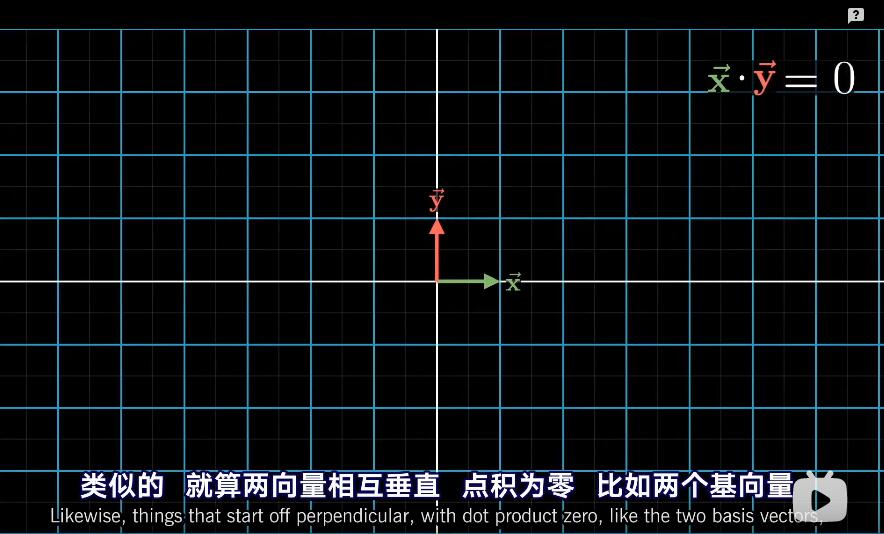 ?
x⃗ · y⃗ = 0
y⃗
x⃗
类似的 就算两向量相互垂直 点积为零 比如两个基向量
Likewise, things that start off perpendicular, with dot product zero, like the two basis vectors,